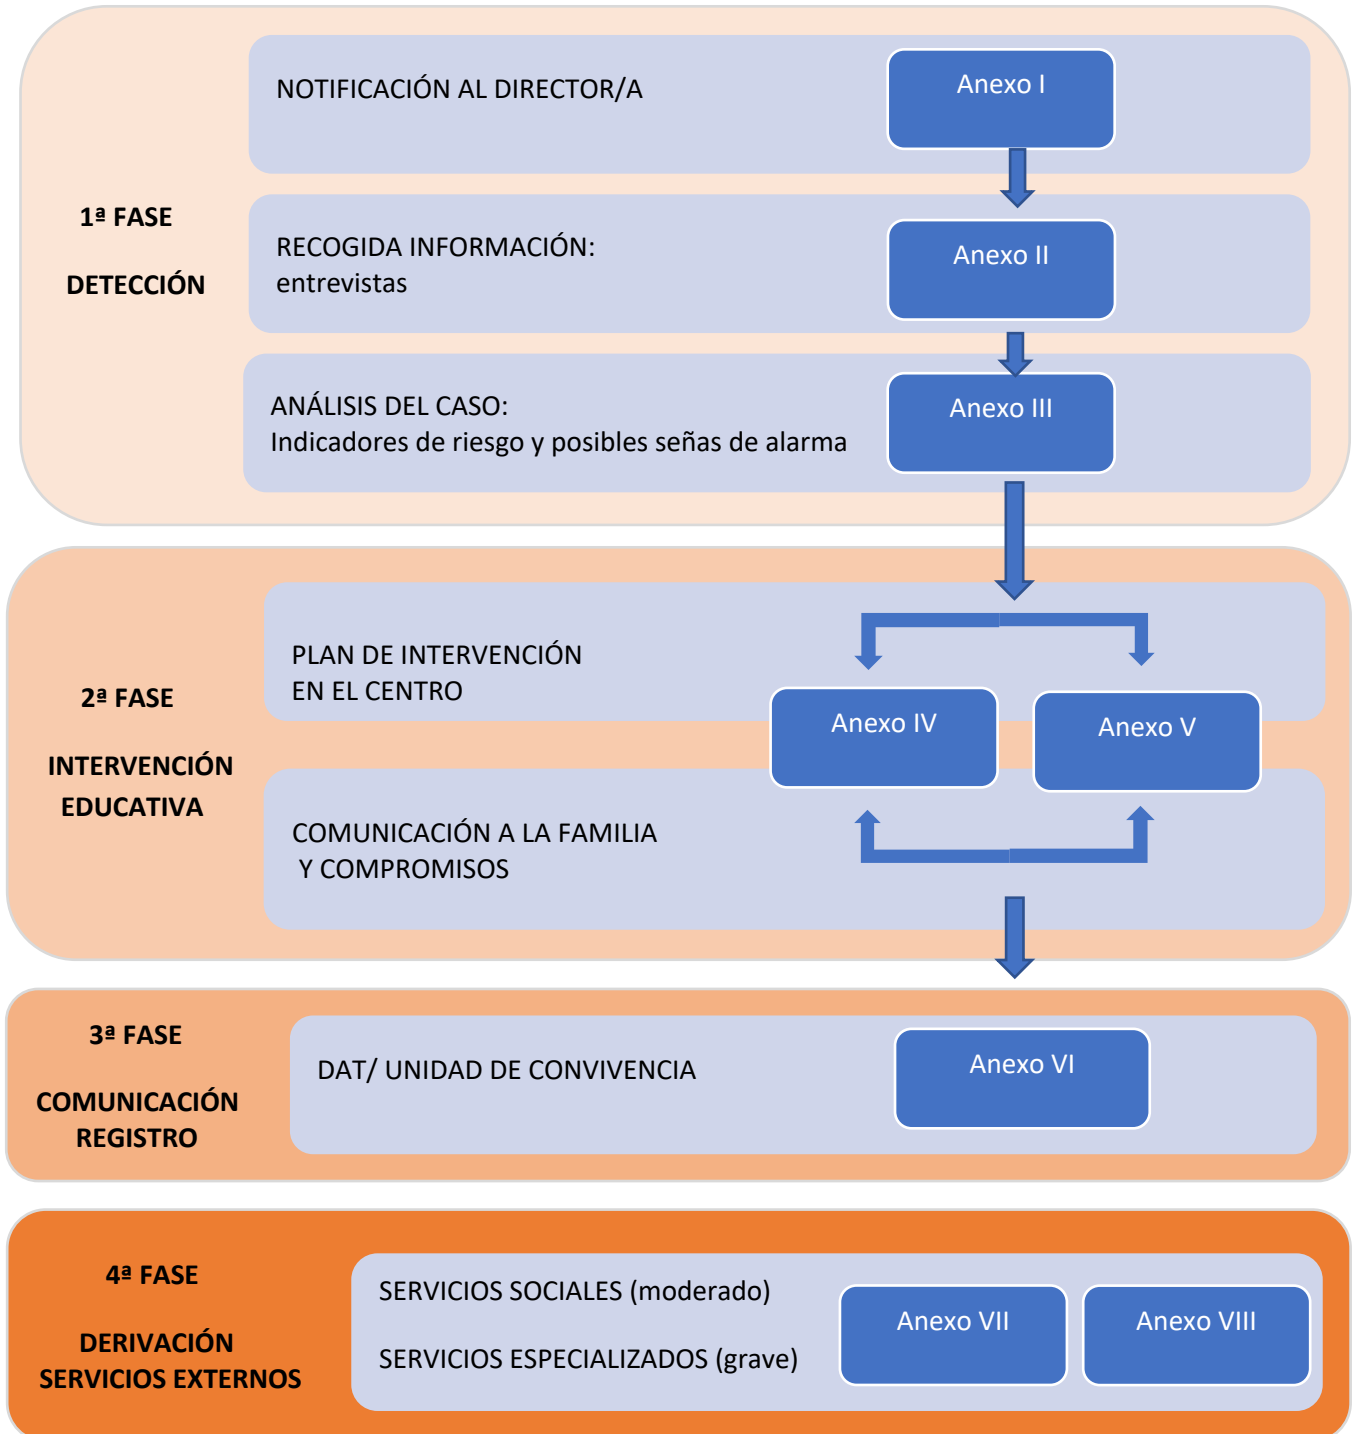 1ª FASE
DETECCIÓN
NOTIFICACIÓN AL DIRECTOR/A
Anexo I
RECOGIDA INFORMACIÓN:
entrevistas
Anexo II
ANÁLISIS DEL CASO:
Indicadores de riesgo y posibles señas de alarma
Anexo III
2ª FASE
INTERVENCIÓN
EDUCATIVA
PLAN DE INTERVENCIÓN
EN EL CENTRO
Anexo IV
Anexo V
COMUNICACIÓN A LA FAMILIA
Y COMPROMISOS
3ª FASE
COMUNICACIÓN
REGISTRO
DAT/ UNIDAD DE CONVIVENCIA
Anexo VI
4ª FASE
DERIVACIÓN
SERVICIOS EXTERNOS
SERVICIOS SOCIALES (moderado)
SERVICIOS ESPECIALIZADOS (grave)
Anexo VII
Anexo VIII